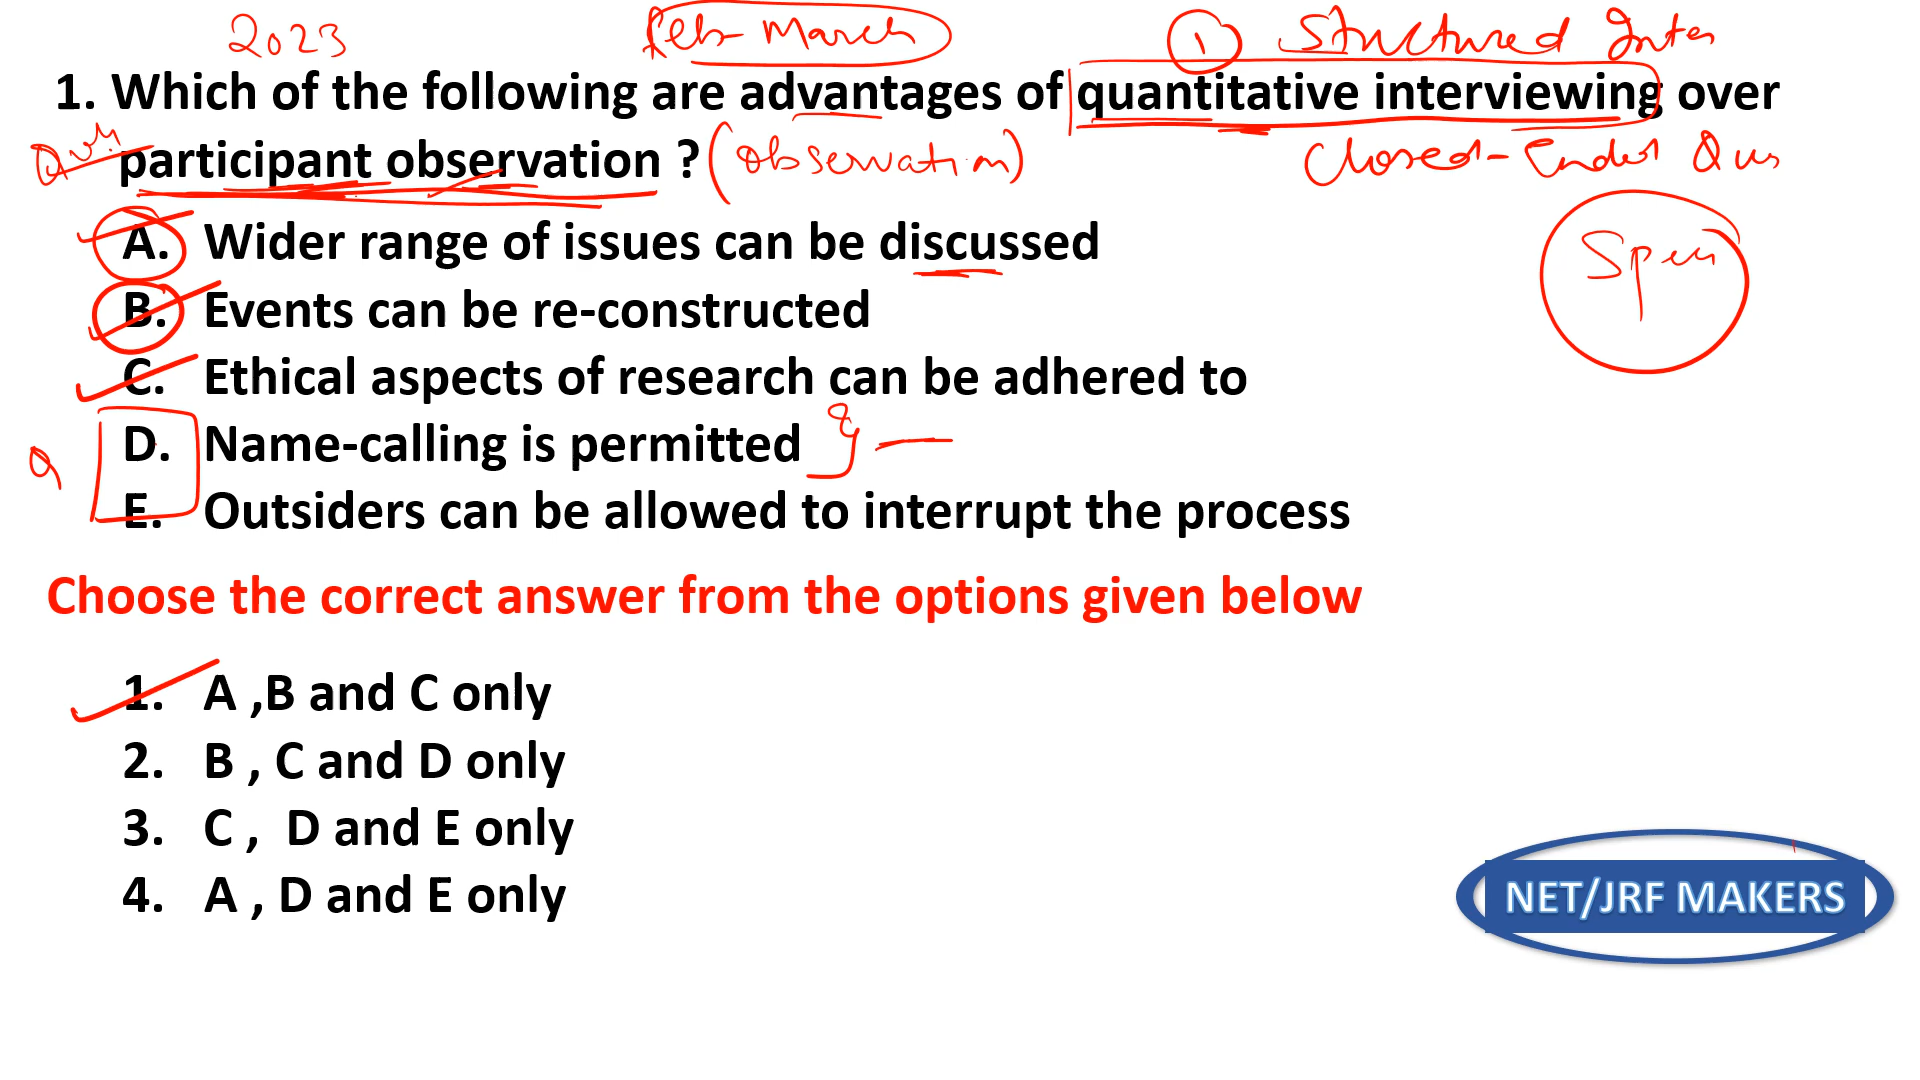 2023 Feb-March 1 Structured
1. Which of the following are advantages of quantitative interviewing over
participant observation ? (observation) Closed-Ended
A. Wider range of issues can be discussed
B. Events can be re-constructed
C. Ethical aspects of research can be adhered to
D. Name-calling is permitted
E. Outsiders can be allowed to interrupt the process
Choose the correct answer from the options given below
1. A ,B and C only
2. B , C and D only
3. C , D and E only
4. A , D and E only
NET/JRF MAKERS